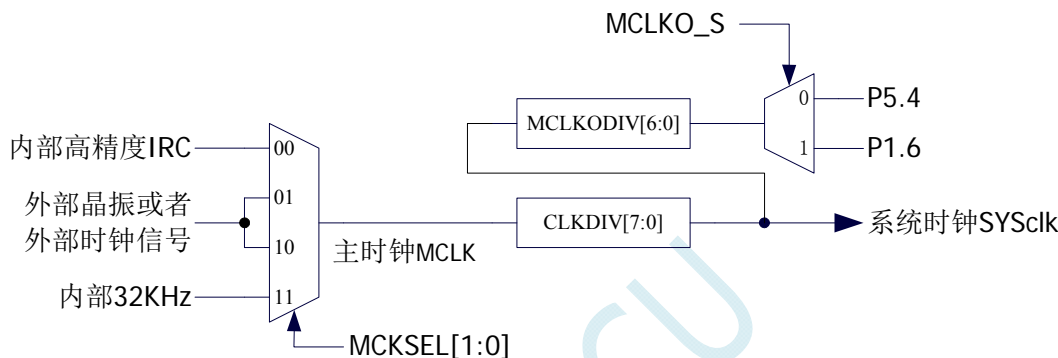 MCLKO_S
0
P5.4
MCLKODIV[6:0]
1
P1.6
内部高精度IRC
00
外部晶振或者
外部时钟信号
01
10
CLKDIV[7:0]
系统时钟SYSclk
主时钟MCLK
内部32KHz
11
MCKSEL[1:0]
CU